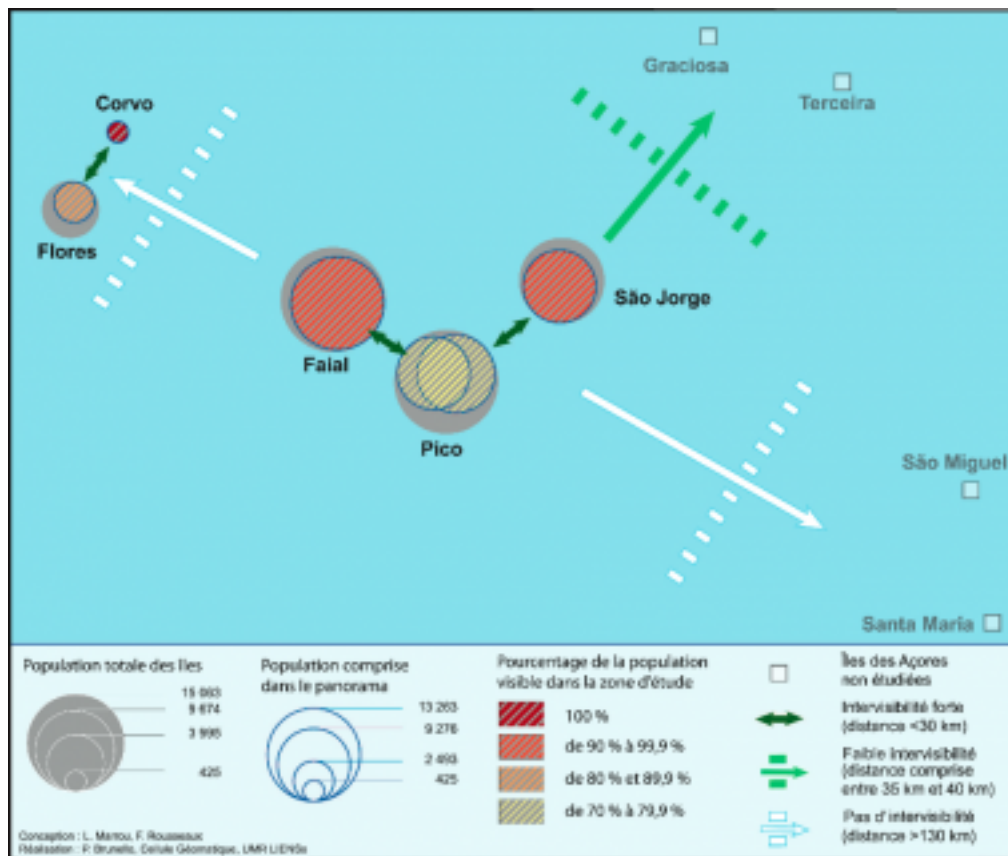 Graciosa
Terceira
Corvo
Flores
São Jorge
Faial
Pico
São Miguel
Santa Maria
Population totale des îles
15 063
9 674
3 995
425
Population comprise
dans le panorama
13 263
9 276
2 493
425
Pourcentage de la population
visible dans la zone d'étude
100 %
de 90 % à 99,9 %
de 80 % et 89,9 %
de 70 % à 79,9 %
Îles des Açores
non étudiées
Intervisibilité forte
(distance <30 km)
Faible intervisibilité
(distance comprise
entre 35 km et 40 km)
Pas d'intervisibilité
(distance >130 km)
Conception : L. Marrou, F. Rousseaux
Réalisation : P. Brunello, Cellule Géomatique, UMR LIENSs